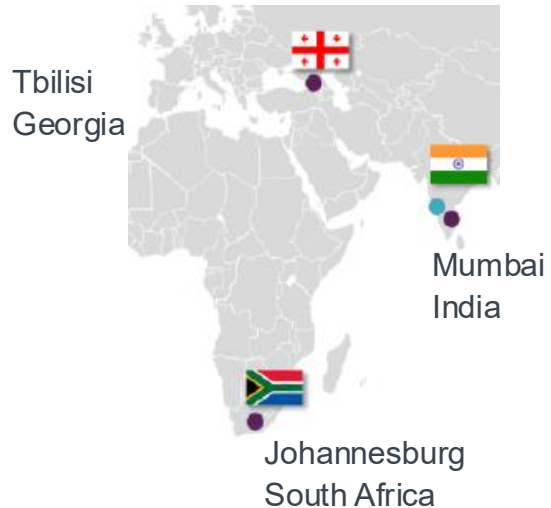 Tbilisi
Georgia
Mumbai
India
Johannesburg
South Africa